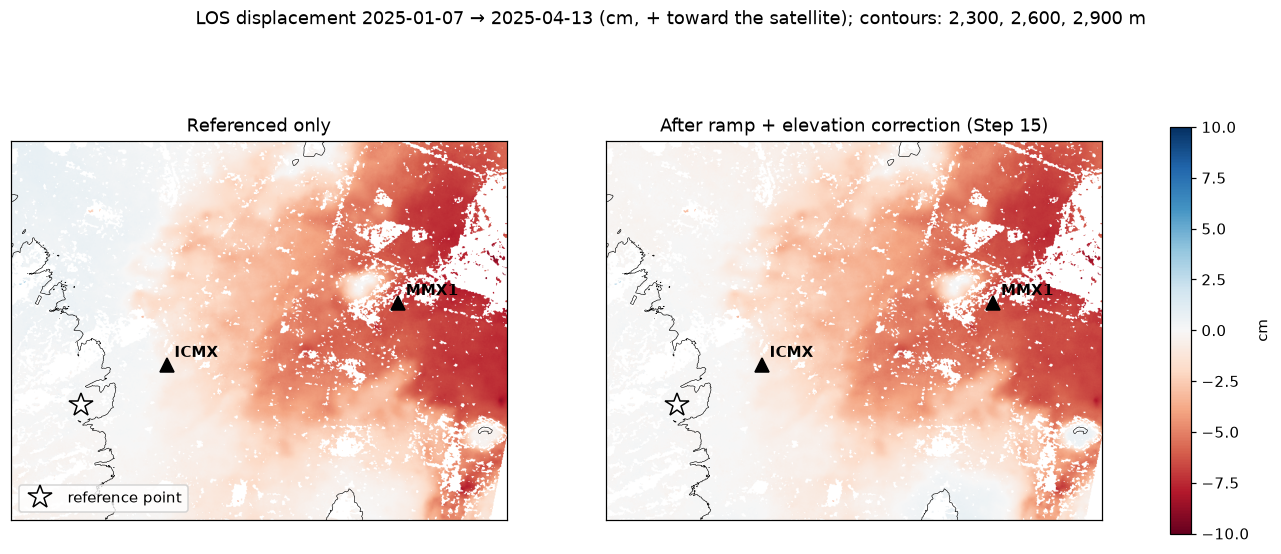 LOS displacement 2025-01-07 → 2025-04-13 (cm, + toward the satellite); contours: 2,300, 2,600, 2,900 m
Referenced only
After ramp + elevation correction (Step 15)
MMX1
ICMX
reference point
MMX1
ICMX
10.0
7.5
5.0
2.5
0.0
−2.5
−5.0
−7.5
−10.0
cm